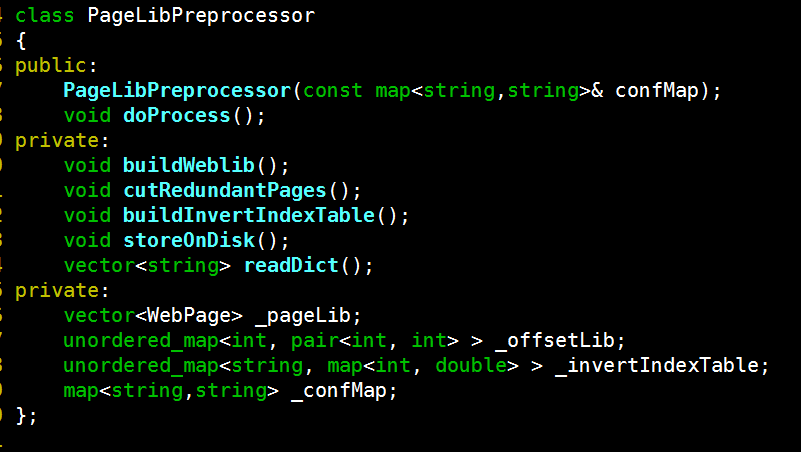 class PageLibPreprocessor
{
public:
    PageLibPreprocessor(const map<string,string>& confMap);
    void doProcess();
private:
    void buildWeblib();
    void cutRedundantPages();
    void buildInvertIndexTable();
    void storeOnDisk();
    vector<string> readDict();
private:
    vector<WebPage> _pageLib;
    unordered_map<int, pair<int, int> > _offsetLib;
    unordered_map<string, map<int, double> > _invertIndexTable;
    map<string,string> _confMap;
};